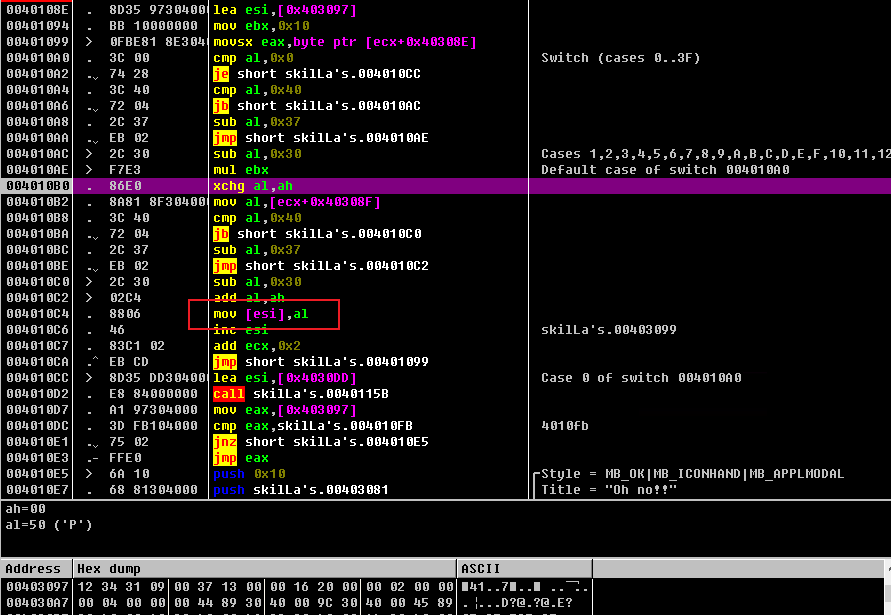 0040108E . 8D35 97304000 lea esi,[0x403097]
00401094 . BB 10000000 mov ebx,0x10
00401099 > 0FBE81 8E304 movsx eax,byte ptr [ecx+0x40308E]
004010A0 . 3C 00 cmp al,0x0 Switch (cases 0..3F)
004010A2 .⌄ 74 28 je short skilLa's.004010CC
004010A4 . 3C 40 cmp al,0x40
004010A6 .⌄ 72 04 jb short skilLa's.004010AC
004010A8 . 2C 37 sub al,0x37
004010AA .⌄ EB 02 jmp short skilLa's.004010AE
004010AC > 2C 30 sub al,0x30 Cases 1,2,3,4,5,6,7,8,9,A,B,C,D,E,F,10,11,12
004010AE > F7E3 mul ebx Default case of switch 004010A0
004010B0 . 86E0 xchg al,ah
004010B2 . 8A81 8F304000 mov al,[ecx+0x40308F]
004010B8 . 3C 40 cmp al,0x40
004010BA .⌄ 72 04 jb short skilLa's.004010C0
004010BC . 2C 37 sub al,0x37
004010BE .⌄ EB 02 jmp short skilLa's.004010C2
004010C0 > 2C 30 sub al,0x30
004010C2 > 02C4 add al,ah
004010C4 . 8806 mov [esi],al
004010C6 . 46 inc esi skilLa's.00403099
004010C7 . 83C1 02 add ecx,0x2
004010CA .^ EB CD jmp short skilLa's.00401099
004010CC > 8D35 DD304000 lea esi,[0x4030DD] Case 0 of switch 004010A0
004010D2 . E8 84000000 call skilLa's.0040115B
004010D7 . A1 97304000 mov eax,[0x403097]
004010DC . 3D FB104000 cmp eax,skilLa's.004010FB 4010fb
004010E1 .⌄ 75 02 jnz short skilLa's.004010E5
004010E3 .- FFE0 jmp eax
004010E5 > 6A 10 push 0x10 Style = MB_OK|MB_ICONHAND|MB_APPLMODAL
004010E7 . 68 81304000 push skilLa's.00403081 Title = "Oh no!!"
ah=00
al=50 ('P')
Address Hex dump ASCII
00403097 12 34 31 09 00 37 13 00 00 16 20 00 00 02 00 00
004030A7 00 04 00 00 00 44 89 30 40 00 9C 30 40 00 45 89 ...D?@.?@.E?